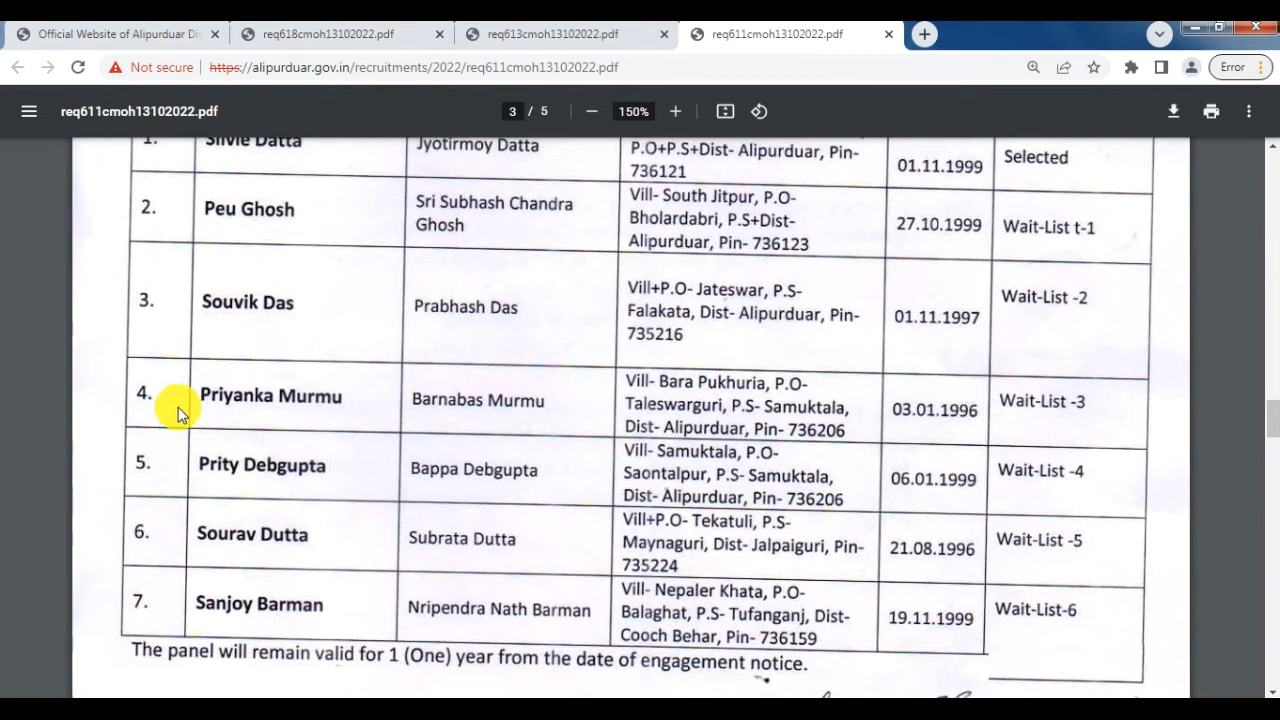 Official Website of Alipurduar Dis
req618cmoh13102022.pdf
req613cmoh13102022.pdf
req611cmoh13102022.pdf
Not secure
https://alipurduar.gov.in/recruitments/2022/req611cmoh13102022.pdf
Error
req611cmoh13102022.pdf
3 / 5
150%
1.
Silvie Datta
Jyotirmoy Datta
P.O+P.S+Dist- Alipurduar, Pin-
736121
01.11.1999
Selected
2.
Peu Ghosh
Sri Subhash Chandra
Ghosh
Vill- South Jitpur, P.O-
Bholardabri, P.S+Dist-
Alipurduar, Pin- 736123
27.10.1999
Wait-List t-1
3.
Souvik Das
Prabhash Das
Vill+P.O- Jateswar, P.S-
Falakata, Dist- Alipurduar, Pin-
735216
01.11.1997
Wait-List -2
4.
Priyanka Murmu
Barnabas Murmu
Vill- Bara Pukhuria, P.O-
Taleswarguri, P.S- Samuktala,
Dist- Alipurduar, Pin- 736206
03.01.1996
Wait-List -3
5.
Prity Debgupta
Bappa Debgupta
Vill- Samuktala, P.O-
Saontalpur, P.S- Samuktala,
Dist- Alipurduar, Pin- 736206
06.01.1999
Wait-List -4
6.
Sourav Dutta
Subrata Dutta
Vill+P.O- Tekatuli, P.S-
Maynaguri, Dist- Jalpaiguri, Pin-
735224
21.08.1996
Wait-List -5
7.
Sanjoy Barman
Nripendra Nath Barman
Vill- Nepaler Khata, P.O-
Balaghat, P.S- Tufanganj, Dist-
Cooch Behar, Pin- 736159
19.11.1999
Wait-List-6
The panel will remain valid for 1 (One) year from the date of engagement notice.